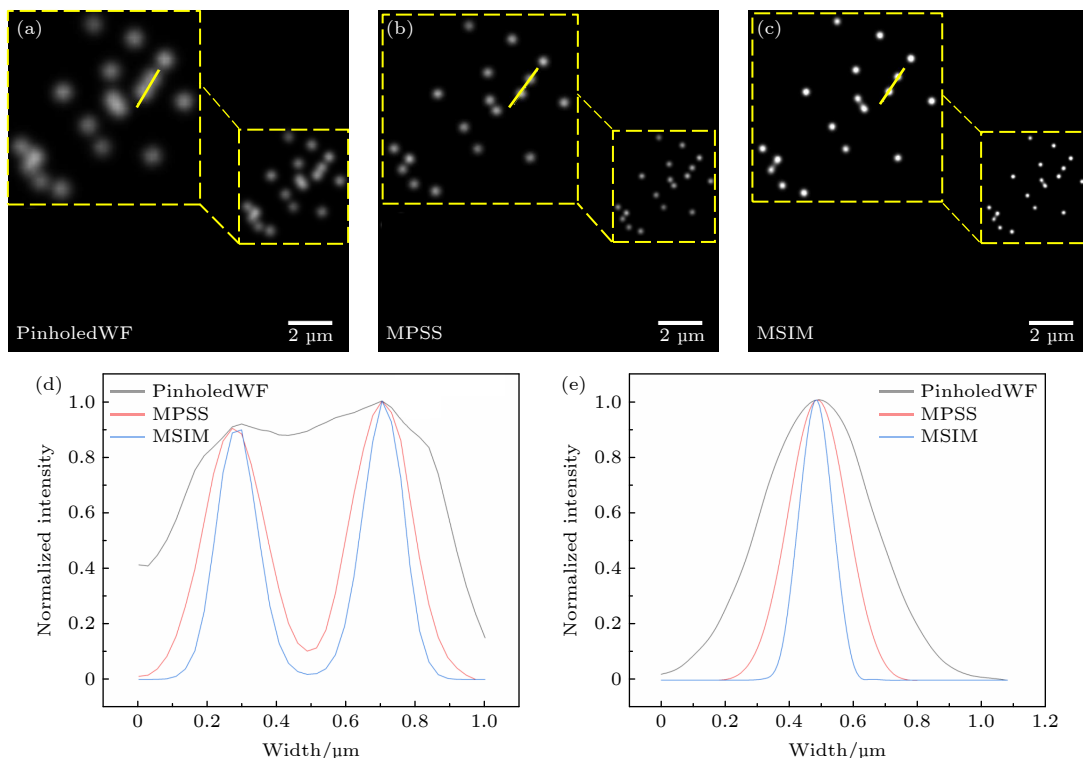 (a)
PinholedWF
2 μm
(b)
MPSS
2 μm
(c)
MSIM
2 μm
(d)
PinholedWF
MPSS
MSIM
Normalized intensity
1.0
0.8
0.6
0.4
0.2
0
0 0.2 0.4 0.6 0.8 1.0
Width/μm
(e)
PinholedWF
MPSS
MSIM
Normalized intensity
1.0
0.8
0.6
0.4
0.2
0
0 0.2 0.4 0.6 0.8 1.0 1.2
Width/μm